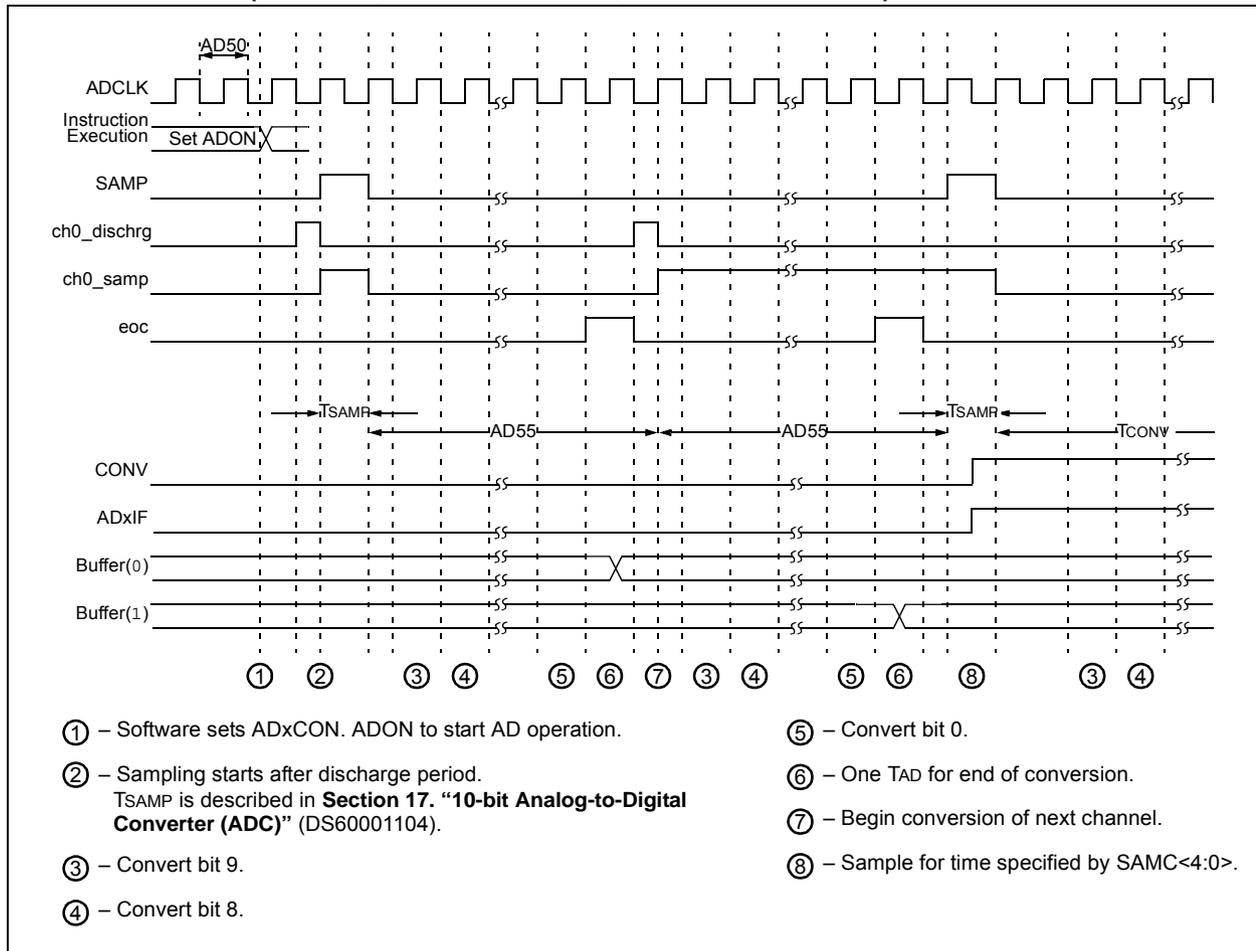 AD50
ADCLK
Instruction
Execution
Set ADON
SAMP
ch0_dischrg
ch0_samp
eoc
TSAMP
TSAMP
AD55
AD55
TCONV
CONV
ADxIF
Buffer(0)
Buffer(1)
1 2 3 4 5 6 7 3 4 5 6 8 3 4
1 – Software sets ADxCON. ADON to start AD operation.
2 – Sampling starts after discharge period.
TSAMP is described in Section 17. “10-bit Analog-to-Digital
Converter (ADC)” (DS60001104).
3 – Convert bit 9.
4 – Convert bit 8.
5 – Convert bit 0.
6 – One TAD for end of conversion.
7 – Begin conversion of next channel.
8 – Sample for time specified by SAMC<4:0>.